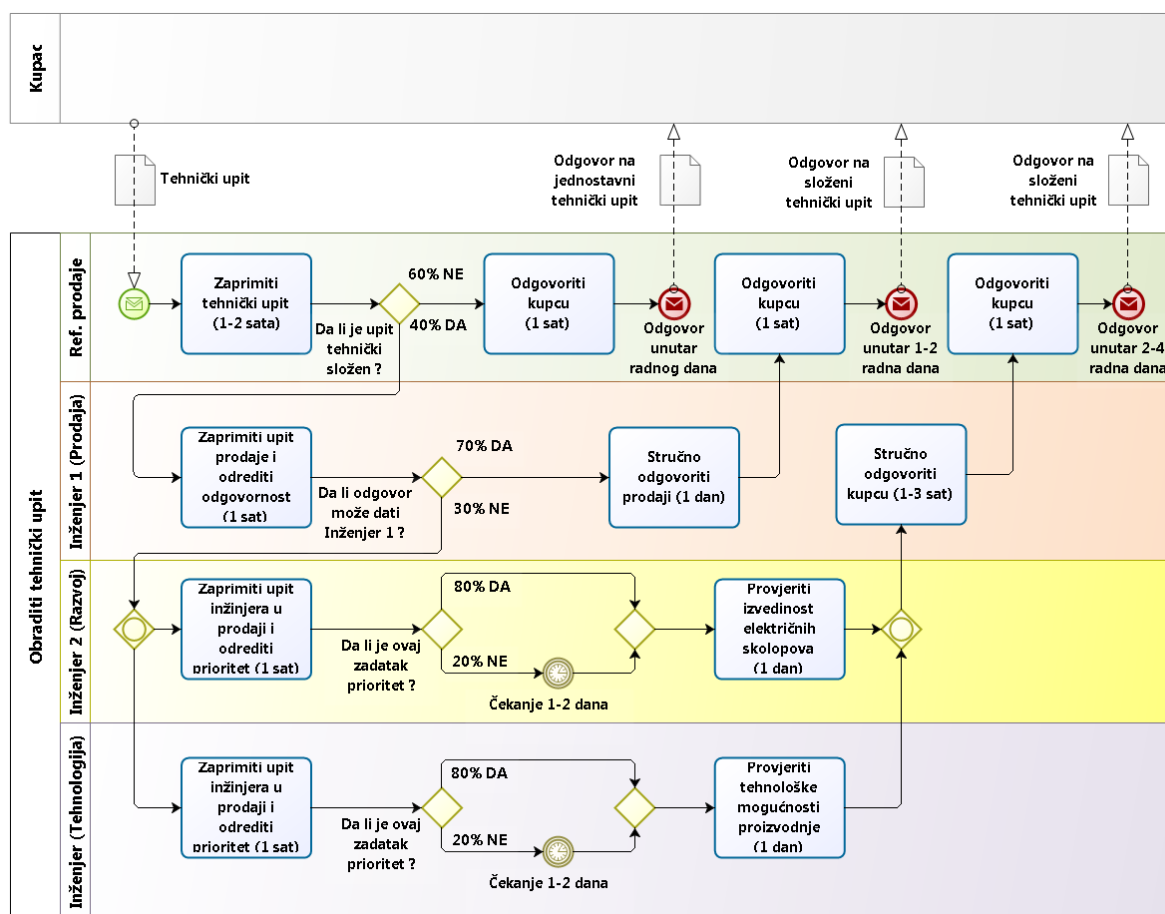 Kupac
Tehnički upit
Odgovor na
jednostavni
tehnički upit
Odgovor na
složeni
tehnički upit
Odgovor na
složeni
tehnički upit
Obraditi tehnički upit
Ref. prodaje
Zaprimiti
tehnički upit
(1-2 sata)
60% NE
40% DA
Da li je upit
tehnički
složen ?
Odgovoriti
kupcu
(1 sat)
Odgovor
unutar
radnog dana
Odgovoriti
kupcu
(1 sat)
Odgovor
unutar 1-2
radna dana
Odgovoriti
kupcu
(1 sat)
Odgovor
unutar 2-4
radna dana
Inženjer 1 (Prodaja)
Zaprimiti upit
prodaje i
odrediti
odgovornost
(1 sat)
70% DA
30% NE
Da li odgovor
može dati
Inženjer 1 ?
Stručno
odgovoriti
prodaji (1 dan)
Stručno
odgovoriti
kupcu (1-3 sat)
Inženjer 2 (Razvoj)
Zaprimiti upit
inžinjera u
prodaji i
odrediti
prioritet (1 sat)
80% DA
20% NE
Da li je ovaj
zadatak
prioritet ?
Čekanje 1-2 dana
Provjeriti
izvedinost
električnih
skolopova
(1 dan)
Inženjer (Tehnologija)
Zaprimiti upit
inžinjera u
prodaji i
odrediti
prioritet (1 sat)
80% DA
20% NE
Da li je ovaj
zadatak
prioritet ?
Čekanje 1-2 dana
Provjeriti
tehnološke
mogućnosti
proizvodnje
(1 dan)